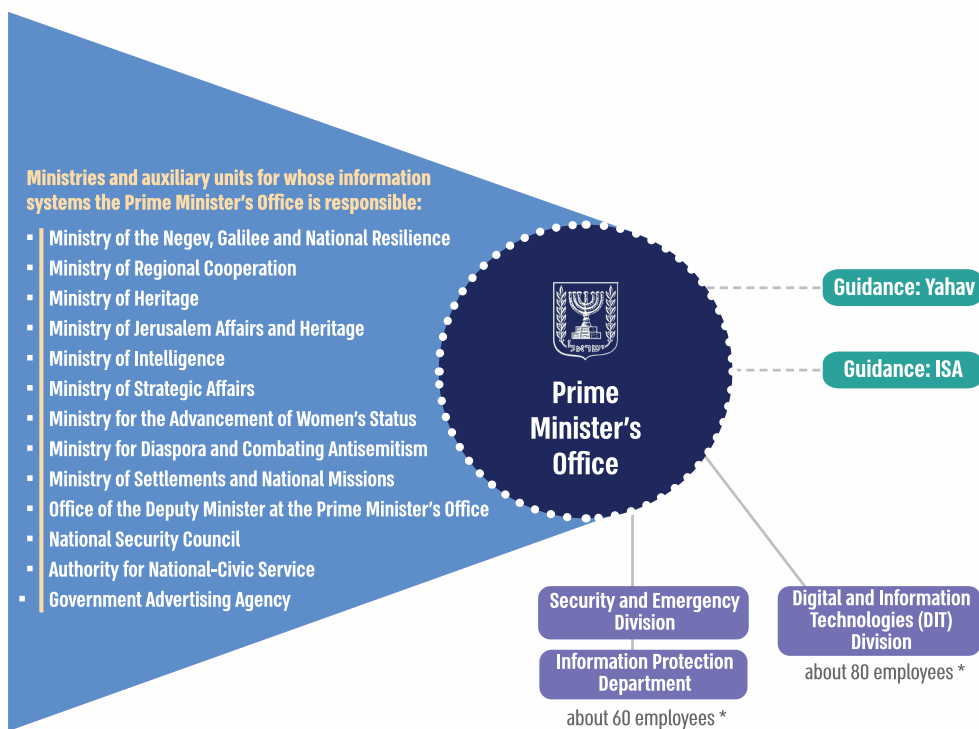 Ministries and auxiliary units for whose information
systems the Prime Minister's Office is responsible:
▪ Ministry of the Negev, Galilee and National Resilience
▪ Ministry of Regional Cooperation
▪ Ministry of Heritage
▪ Ministry of Jerusalem Affairs and Heritage
▪ Ministry of Intelligence
▪ Ministry of Strategic Affairs
▪ Ministry for the Advancement of Women's Status
▪ Ministry for Diaspora and Combating Antisemitism
▪ Ministry of Settlements and National Missions
▪ Office of the Deputy Minister at the Prime Minister's Office
▪ National Security Council
▪ Authority for National-Civic Service
▪ Government Advertising Agency
ישראל
Prime
Minister's
Office
Guidance: Yahav
Guidance: ISA
Security and Emergency
Division
Information Protection
Department
about 60 employees *
Digital and Information
Technologies (DIT)
Division
about 80 employees *